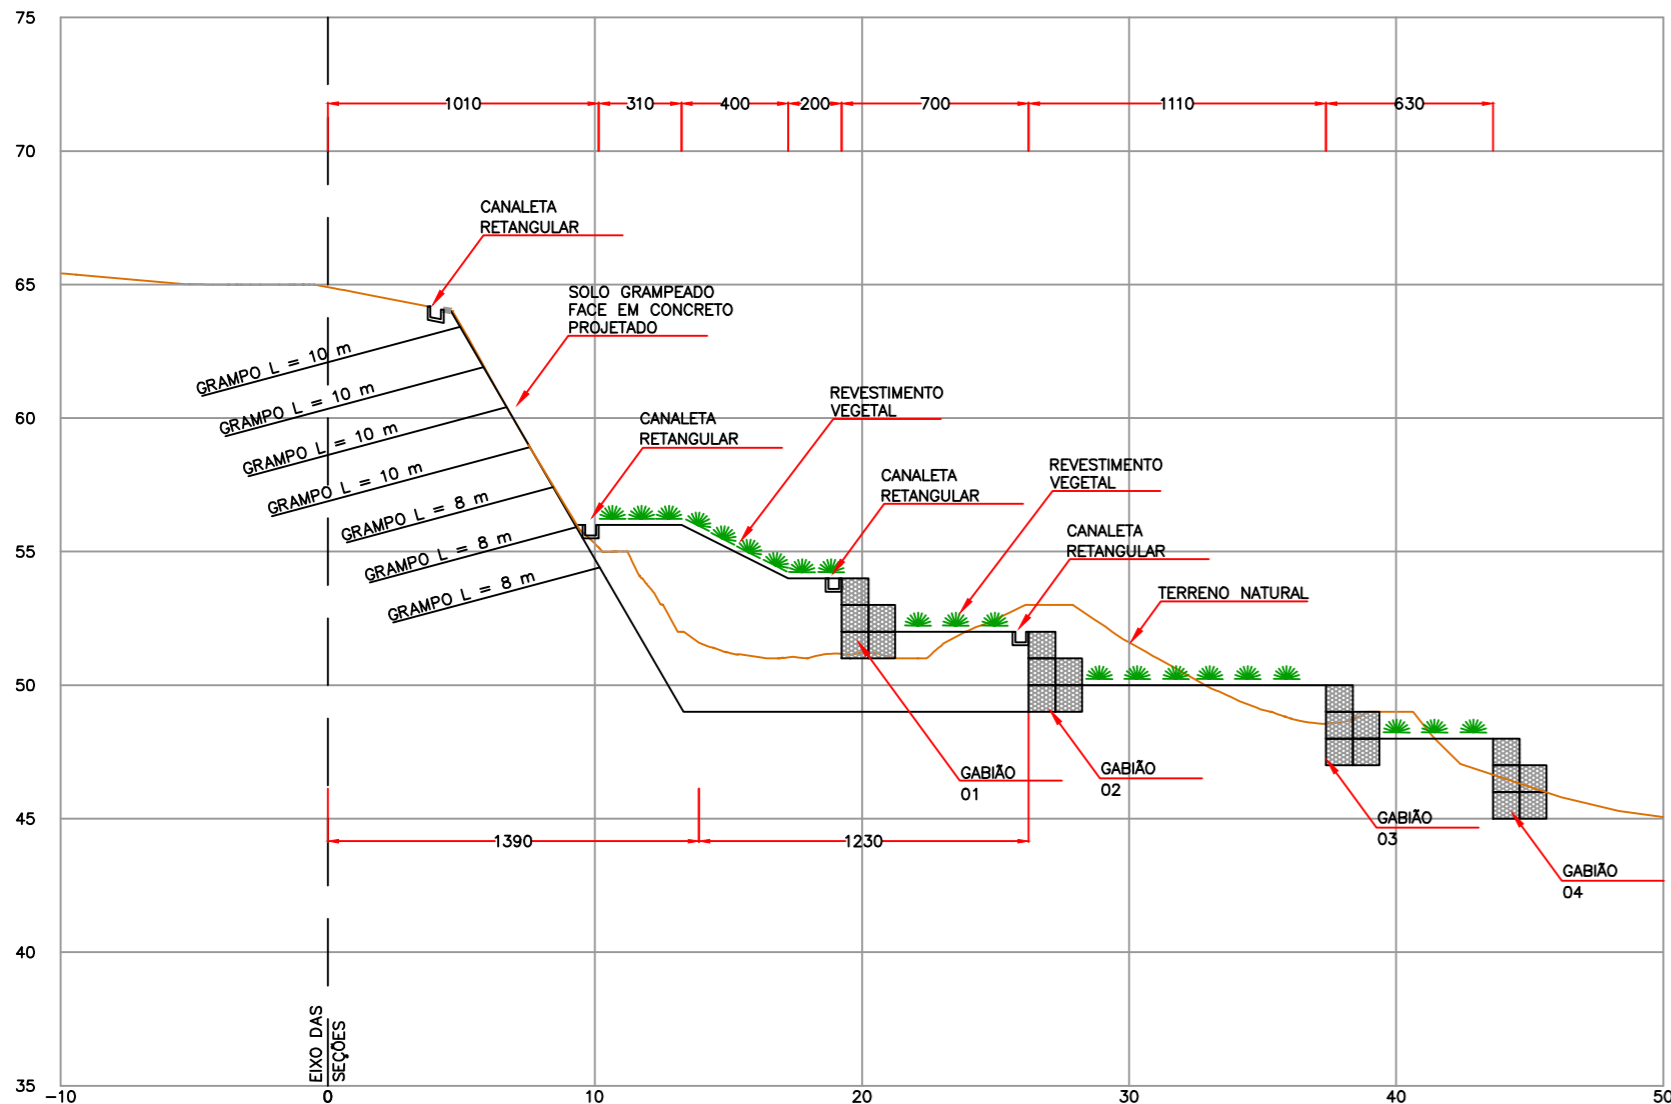 75
1010
310
400
200
700
1110
630
70
CANALETA
RETANGULAR
65
SOLO GRAMPEADO
FACE EM CONCRETO
PROJETADO
GRAMPO L = 10 m
GRAMPO L = 10 m
GRAMPO L = 10 m
GRAMPO L = 10 m
GRAMPO L = 8 m
GRAMPO L = 8 m
GRAMPO L = 8 m
60
REVESTIMENTO
VEGETAL
CANALETA
RETANGULAR
CANALETA
RETANGULAR
REVESTIMENTO
VEGETAL
CANALETA
RETANGULAR
55
TERRENO NATURAL
50
GABIÃO
01
GABIÃO
02
GABIÃO
03
GABIÃO
04
45
1390
1230
40
EIXO DAS
SEÇÕES
35
-10
0
10
20
30
40
50